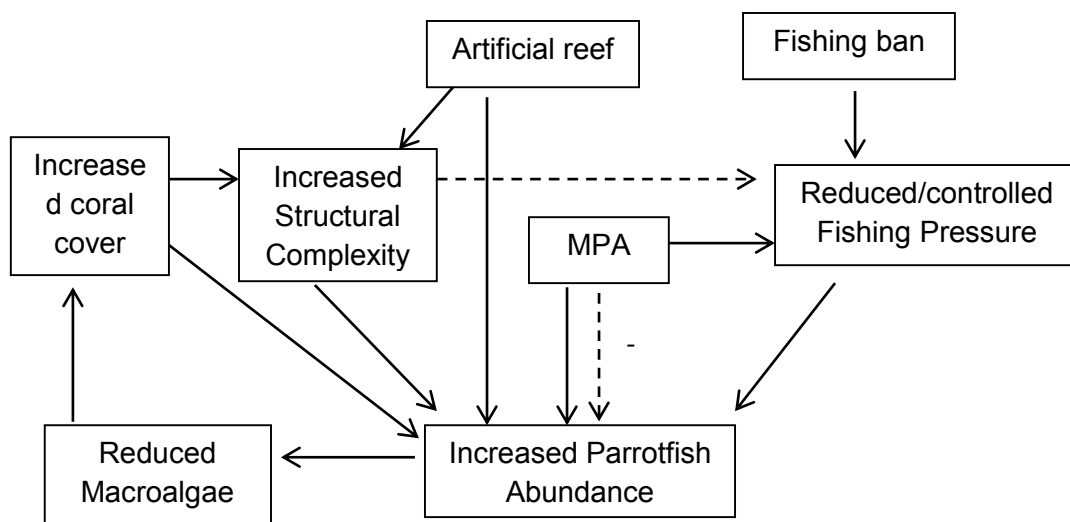 Artificial reef
Fishing ban
Increase
d coral
cover
Increased
Structural
Complexity
Reduced/controlled
Fishing Pressure
MPA
-
Reduced
Macroalgae
Increased Parrotfish
Abundance